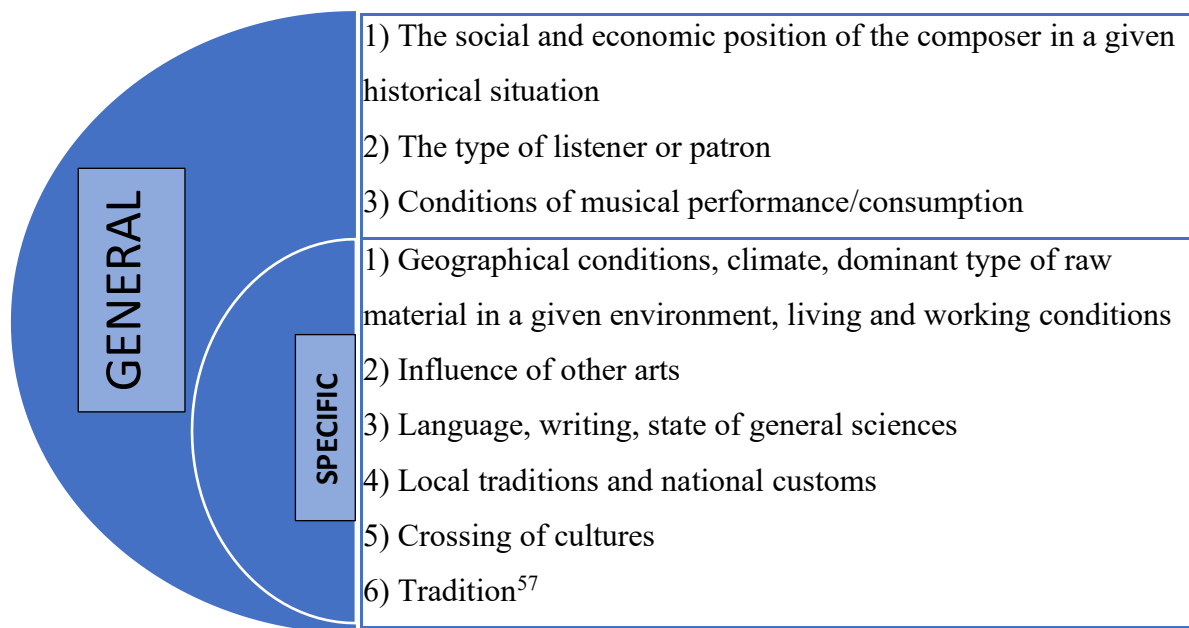 GENERAL
1) The social and economic position of the composer in a given
historical situation
2) The type of listener or patron
3) Conditions of musical performance/consumption
SPECIFIC
1) Geographical conditions, climate, dominant type of raw
material in a given environment, living and working conditions
2) Influence of other arts
3) Language, writing, state of general sciences
4) Local traditions and national customs
5) Crossing of cultures
6) Tradition57